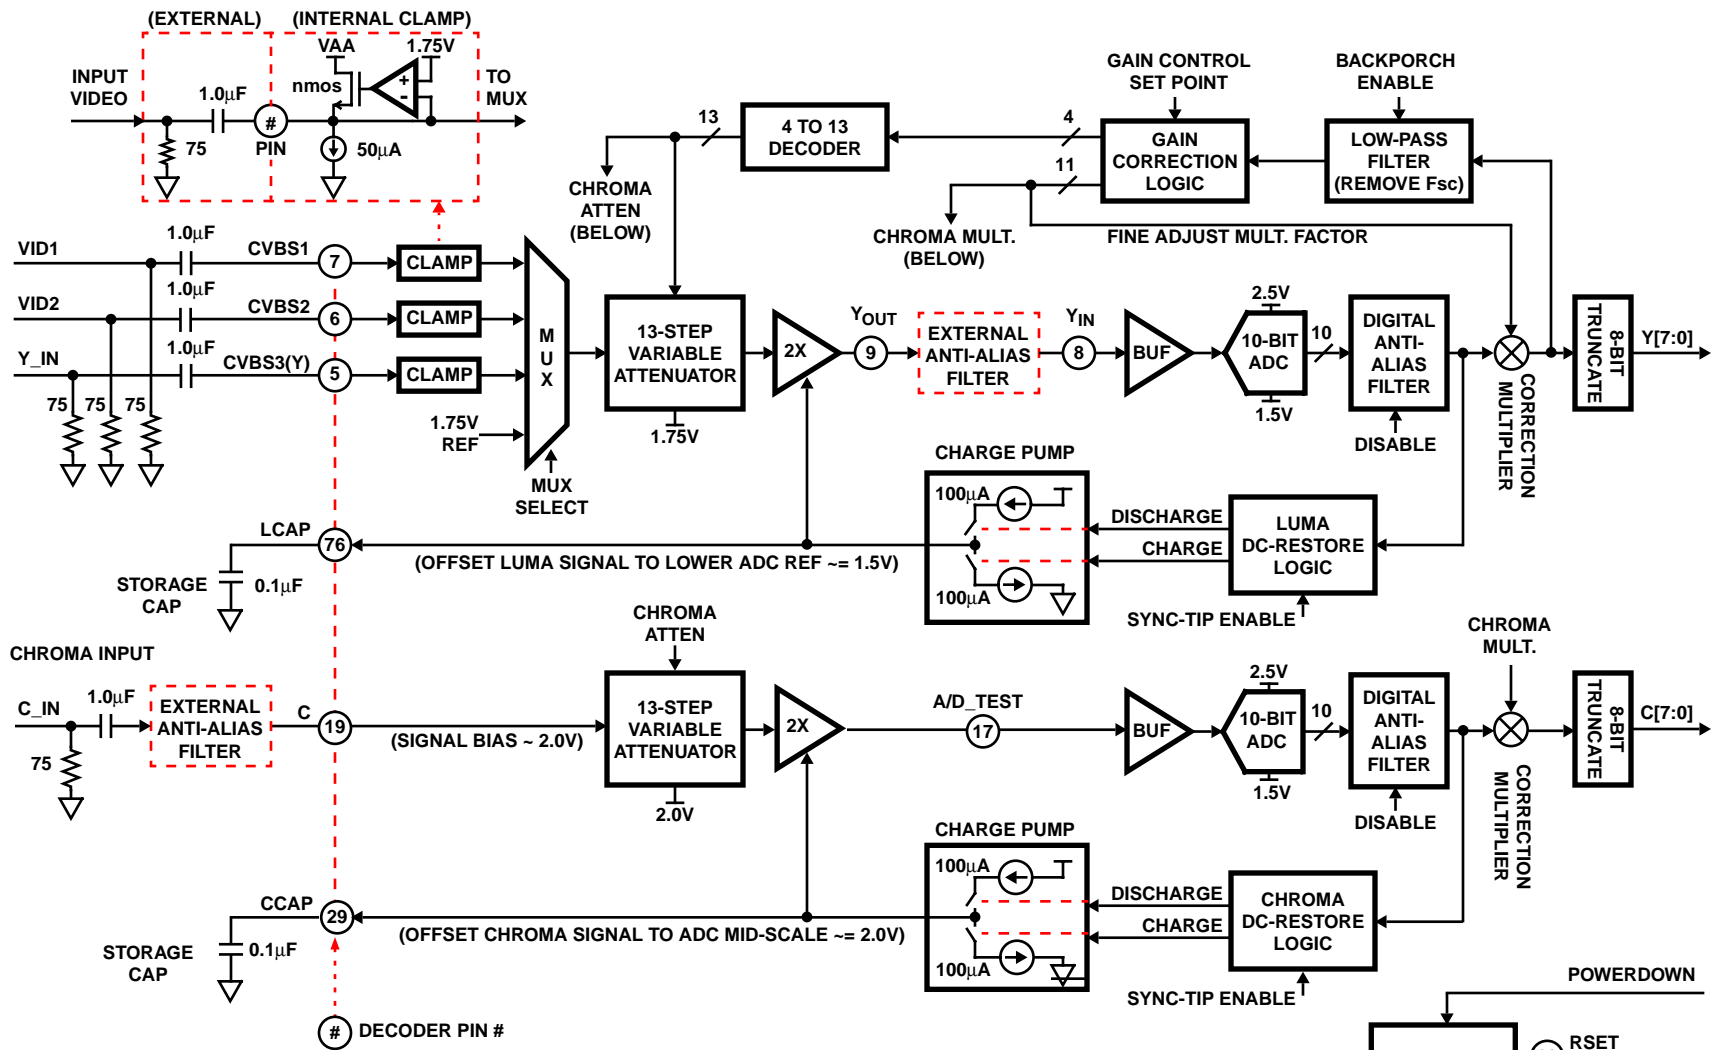 (EXTERNAL)
(INTERNAL CLAMP)
VAA
1.75V
INPUT
VIDEO
1.0µF
nmos
+
-
TO
MUX
#
PIN
75
50µA
GAIN CONTROL
SET POINT
BACKPORCH
ENABLE
13
4 TO 13
DECODER
4
11
GAIN
CORRECTION
LOGIC
LOW-PASS
FILTER
(REMOVE Fsc)
CHROMA
ATTEN
(BELOW)
CHROMA MULT.
(BELOW)
FINE ADJUST MULT. FACTOR
VID1
1.0µF
CVBS1
7
CLAMP
VID2
1.0µF
CVBS2
6
CLAMP
Y_IN
1.0µF
CVBS3(Y)
5
CLAMP
75
75
75
1.75V
REF
M
U
X
MUX
SELECT
13-STEP
VARIABLE
ATTENUATOR
1.75V
2X
YOUT
9
EXTERNAL
ANTI-ALIAS
FILTER
YIN
8
BUF
2.5V
10-BIT
ADC
1.5V
10
DIGITAL
ANTI-
ALIAS
FILTER
DISABLE
CORRECTION
MULTIPLIER
8-BIT
TRUNCATE
Y[7:0]
CHARGE PUMP
100µA
100µA
DISCHARGE
CHARGE
LUMA
DC-RESTORE
LOGIC
SYNC-TIP ENABLE
LCAP
76
(OFFSET LUMA SIGNAL TO LOWER ADC REF ~= 1.5V)
STORAGE
CAP
0.1µF
CHROMA
ATTEN
CHROMA INPUT
C_IN
1.0µF
75
EXTERNAL
ANTI-ALIAS
FILTER
C
19
(SIGNAL BIAS ~ 2.0V)
13-STEP
VARIABLE
ATTENUATOR
2.0V
2X
A/D_TEST
17
BUF
2.5V
10-BIT
ADC
1.5V
10
DIGITAL
ANTI-
ALIAS
FILTER
DISABLE
CHROMA
MULT.
CORRECTION
MULTIPLIER
8-BIT
TRUNCATE
C[7:0]
CHARGE PUMP
100µA
100µA
DISCHARGE
CHARGE
CHROMA
DC-RESTORE
LOGIC
SYNC-TIP ENABLE
CCAP
29
(OFFSET CHROMA SIGNAL TO ADC MID-SCALE ~= 2.0V)
STORAGE
CAP
0.1µF
# DECODER PIN #
POWERDOWN
RSET